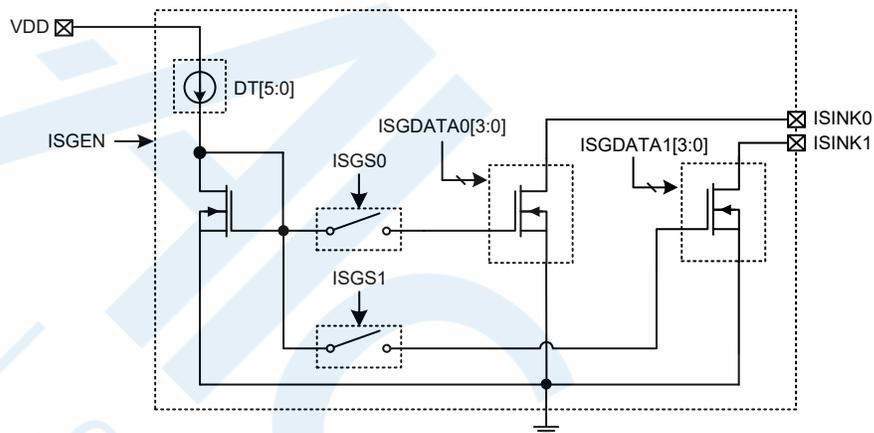 VDD
DT[5:0]
ISGEN
ISGDATA0[3:0]
ISINK0
ISINK1
ISGDATA1[3:0]
ISGS0
ISGS1